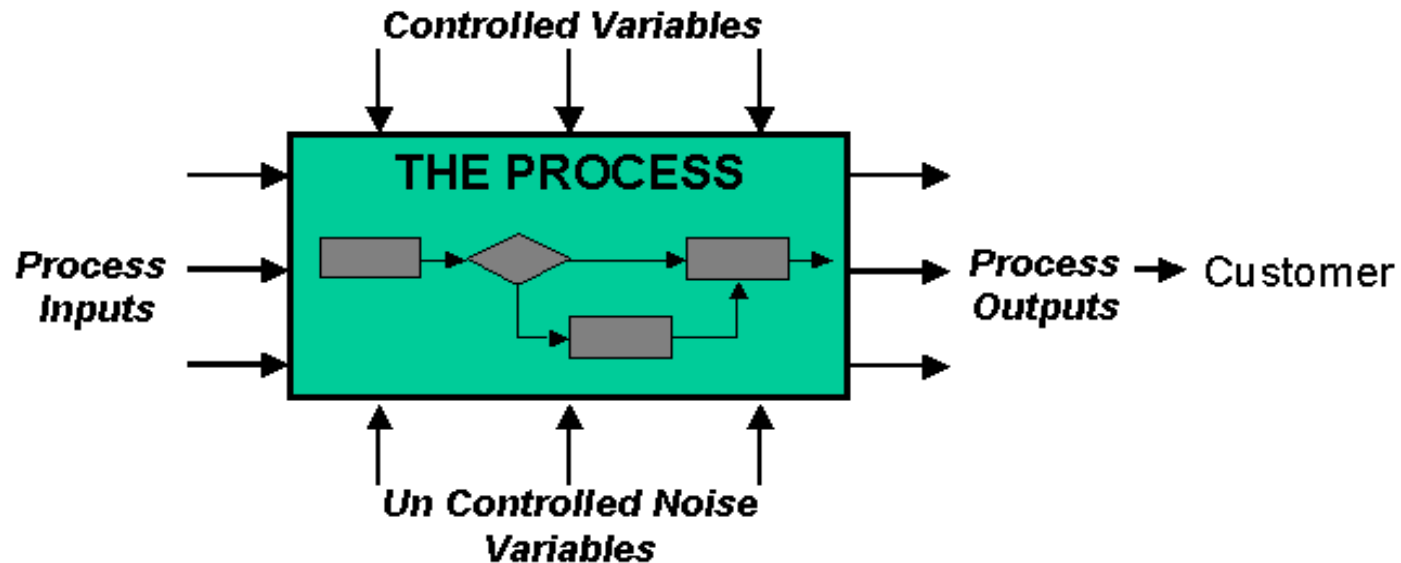 Controlled Variables
THE PROCESS
Process
Inputs
Process
Outputs
Customer
Un Controlled Noise
Variables